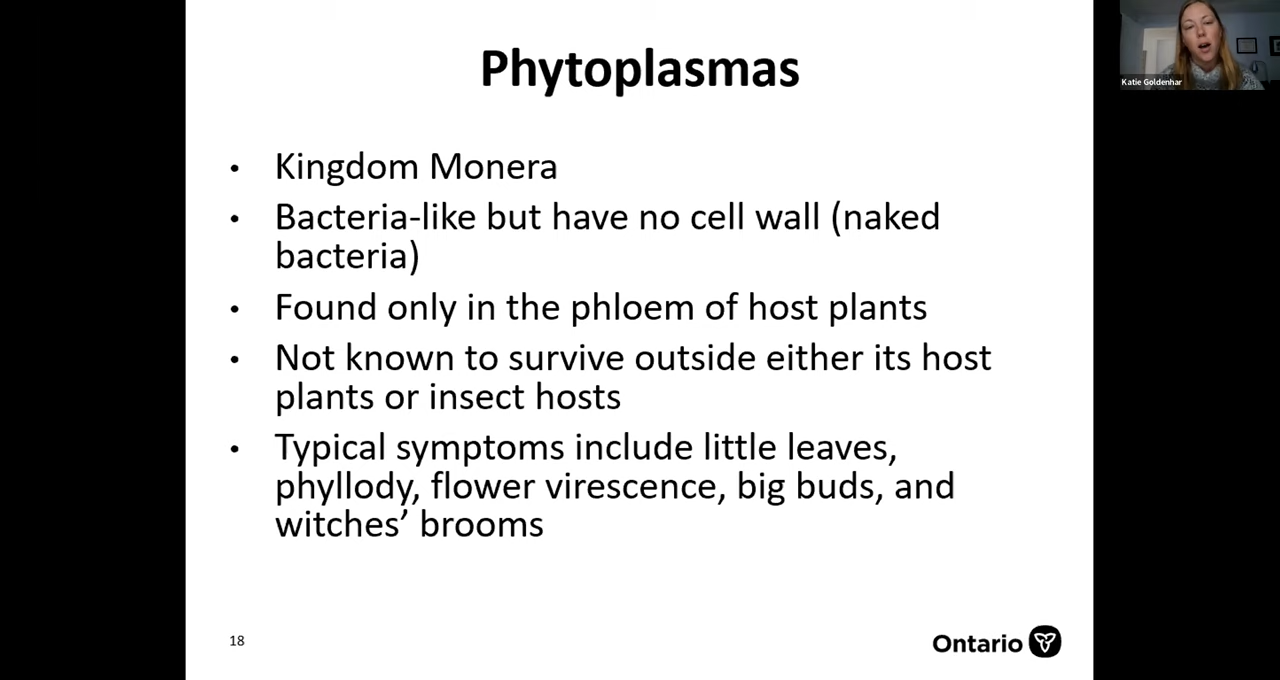 Phytoplasmas
Katie Goldenhar
• Kingdom Monera
• Bacteria-like but have no cell wall (naked
bacteria)
• Found only in the phloem of host plants
• Not known to survive outside either its host
plants or insect hosts
• Typical symptoms include little leaves,
phyllody, flower virescence, big buds, and
witches’ brooms
18
Ontario